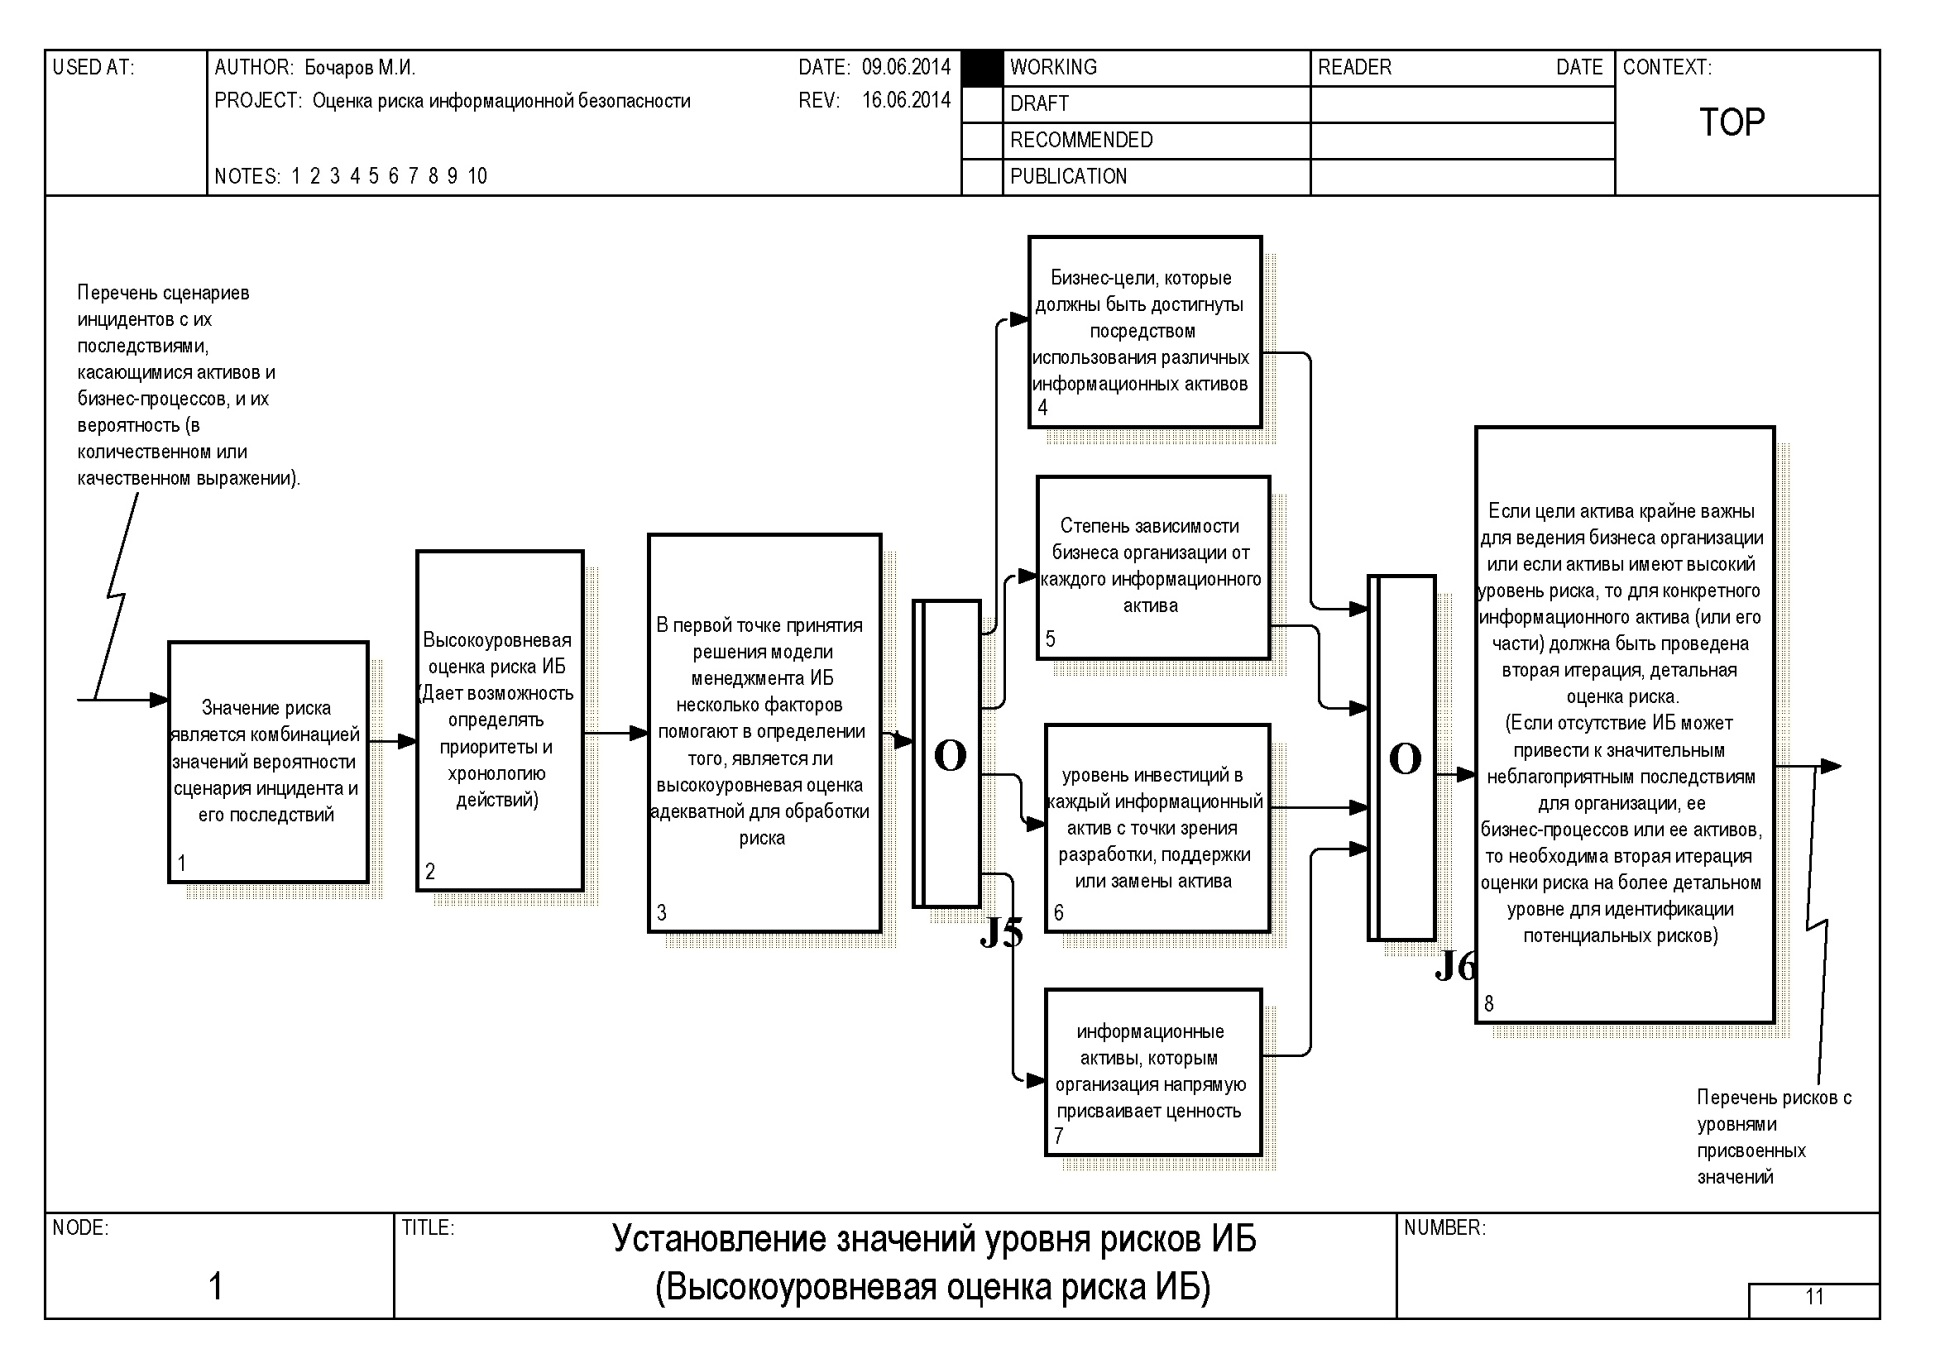 USED AT:
AUTHOR: Бочаров М.И.
DATE: 09.06.2014
PROJECT: Оценка риска информационной безопасности
REV: 16.06.2014
NOTES: 1 2 3 4 5 6 7 8 9 10
WORKING
DRAFT
RECOMMENDED
PUBLICATION
READER
DATE
CONTEXT:
TOP
Перечень сценариев
инцидентов с их
последствиями,
касающимися активов и
бизнес-процессов, и их
вероятность (в
количественном или
качественном выражении).
Значение риска
является комбинацией
значений вероятности
сценария инцидента и
его последствий
1
Высокоуровневая
оценка риска ИБ
(Дает возможность
определять
приоритеты и
хронологию
действий)
2
В первой точке принятия
решения модели
менеджмента ИБ
несколько факторов
помогают в определении
того, является ли
высокоуровневая оценка
адекватной для обработки
риска
3
O
J5
Бизнес-цели, которые
должны быть достигнуты
посредством
использования различных
информационных активов
4
Степень зависимости
бизнеса организации от
каждого информационного
актива
5
уровень инвестиций в
каждый информационный
актив с точки зрения
разработки, поддержки
или замены актива
6
информационные
активы, которым
организация напрямую
присваивает ценность
7
O
J6
Если цели актива крайне важны
для ведения бизнеса организации
или если активы имеют высокий
уровень риска, то для конкретного
информационного актива (или его
части) должна быть проведена
вторая итерация, детальная
оценка риска.
(Если отсутствие ИБ может
привести к значительным
неблагоприятным последствиям
для организации, ее
бизнес-процессов или ее активов,
то необходима вторая итерация
оценки риска на более детальном
уровне для идентификации
потенциальных рисков)
8
Перечень рисков с
уровнями
присвоенных
значений
NODE:
1
TITLE:
Установление значений уровня рисков ИБ
(Высокоуровневая оценка риска ИБ)
NUMBER:
11